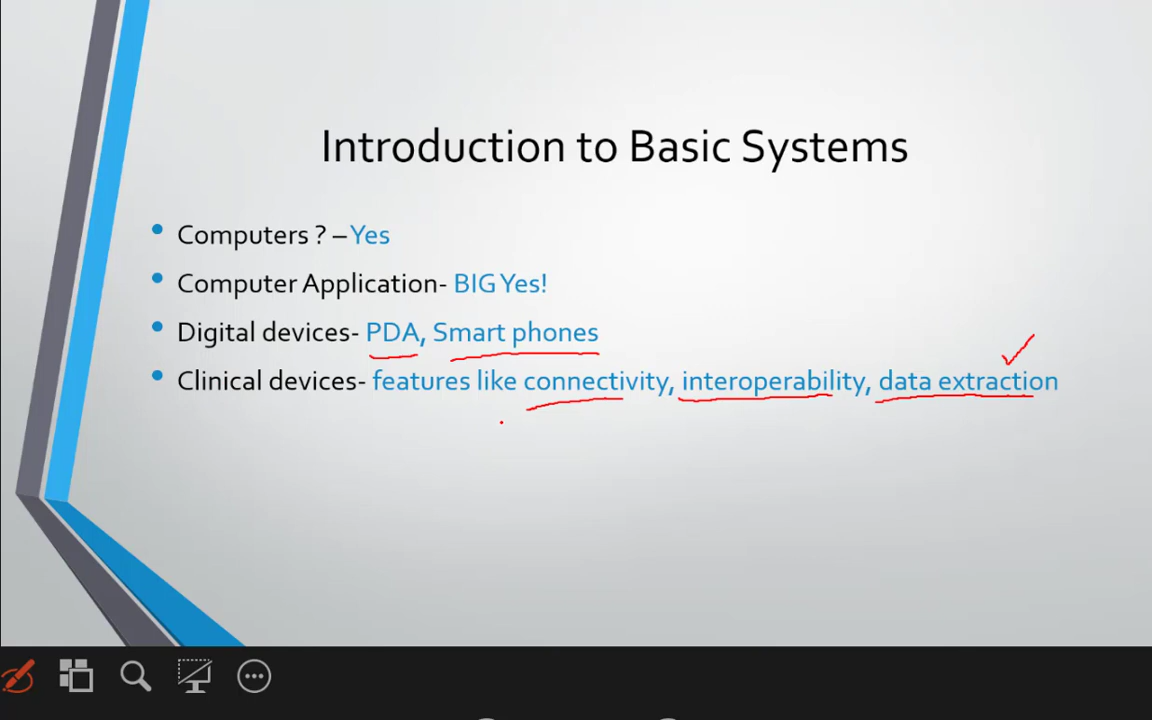 Introduction to Basic Systems
Computers ? – Yes
Computer Application- BIG Yes!
Digital devices- PDA, Smart phones
Clinical devices- features like connectivity, interoperability, data extraction